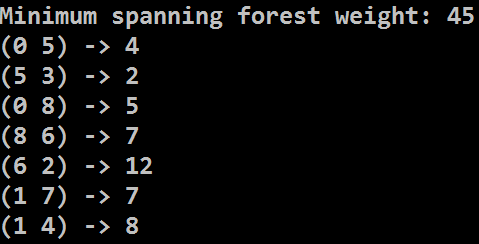 Minimum spanning forest weight: 45
(0 5) -> 4
(5 3) -> 2
(0 8) -> 5
(8 6) -> 7
(6 2) -> 12
(1 7) -> 7
(1 4) -> 8